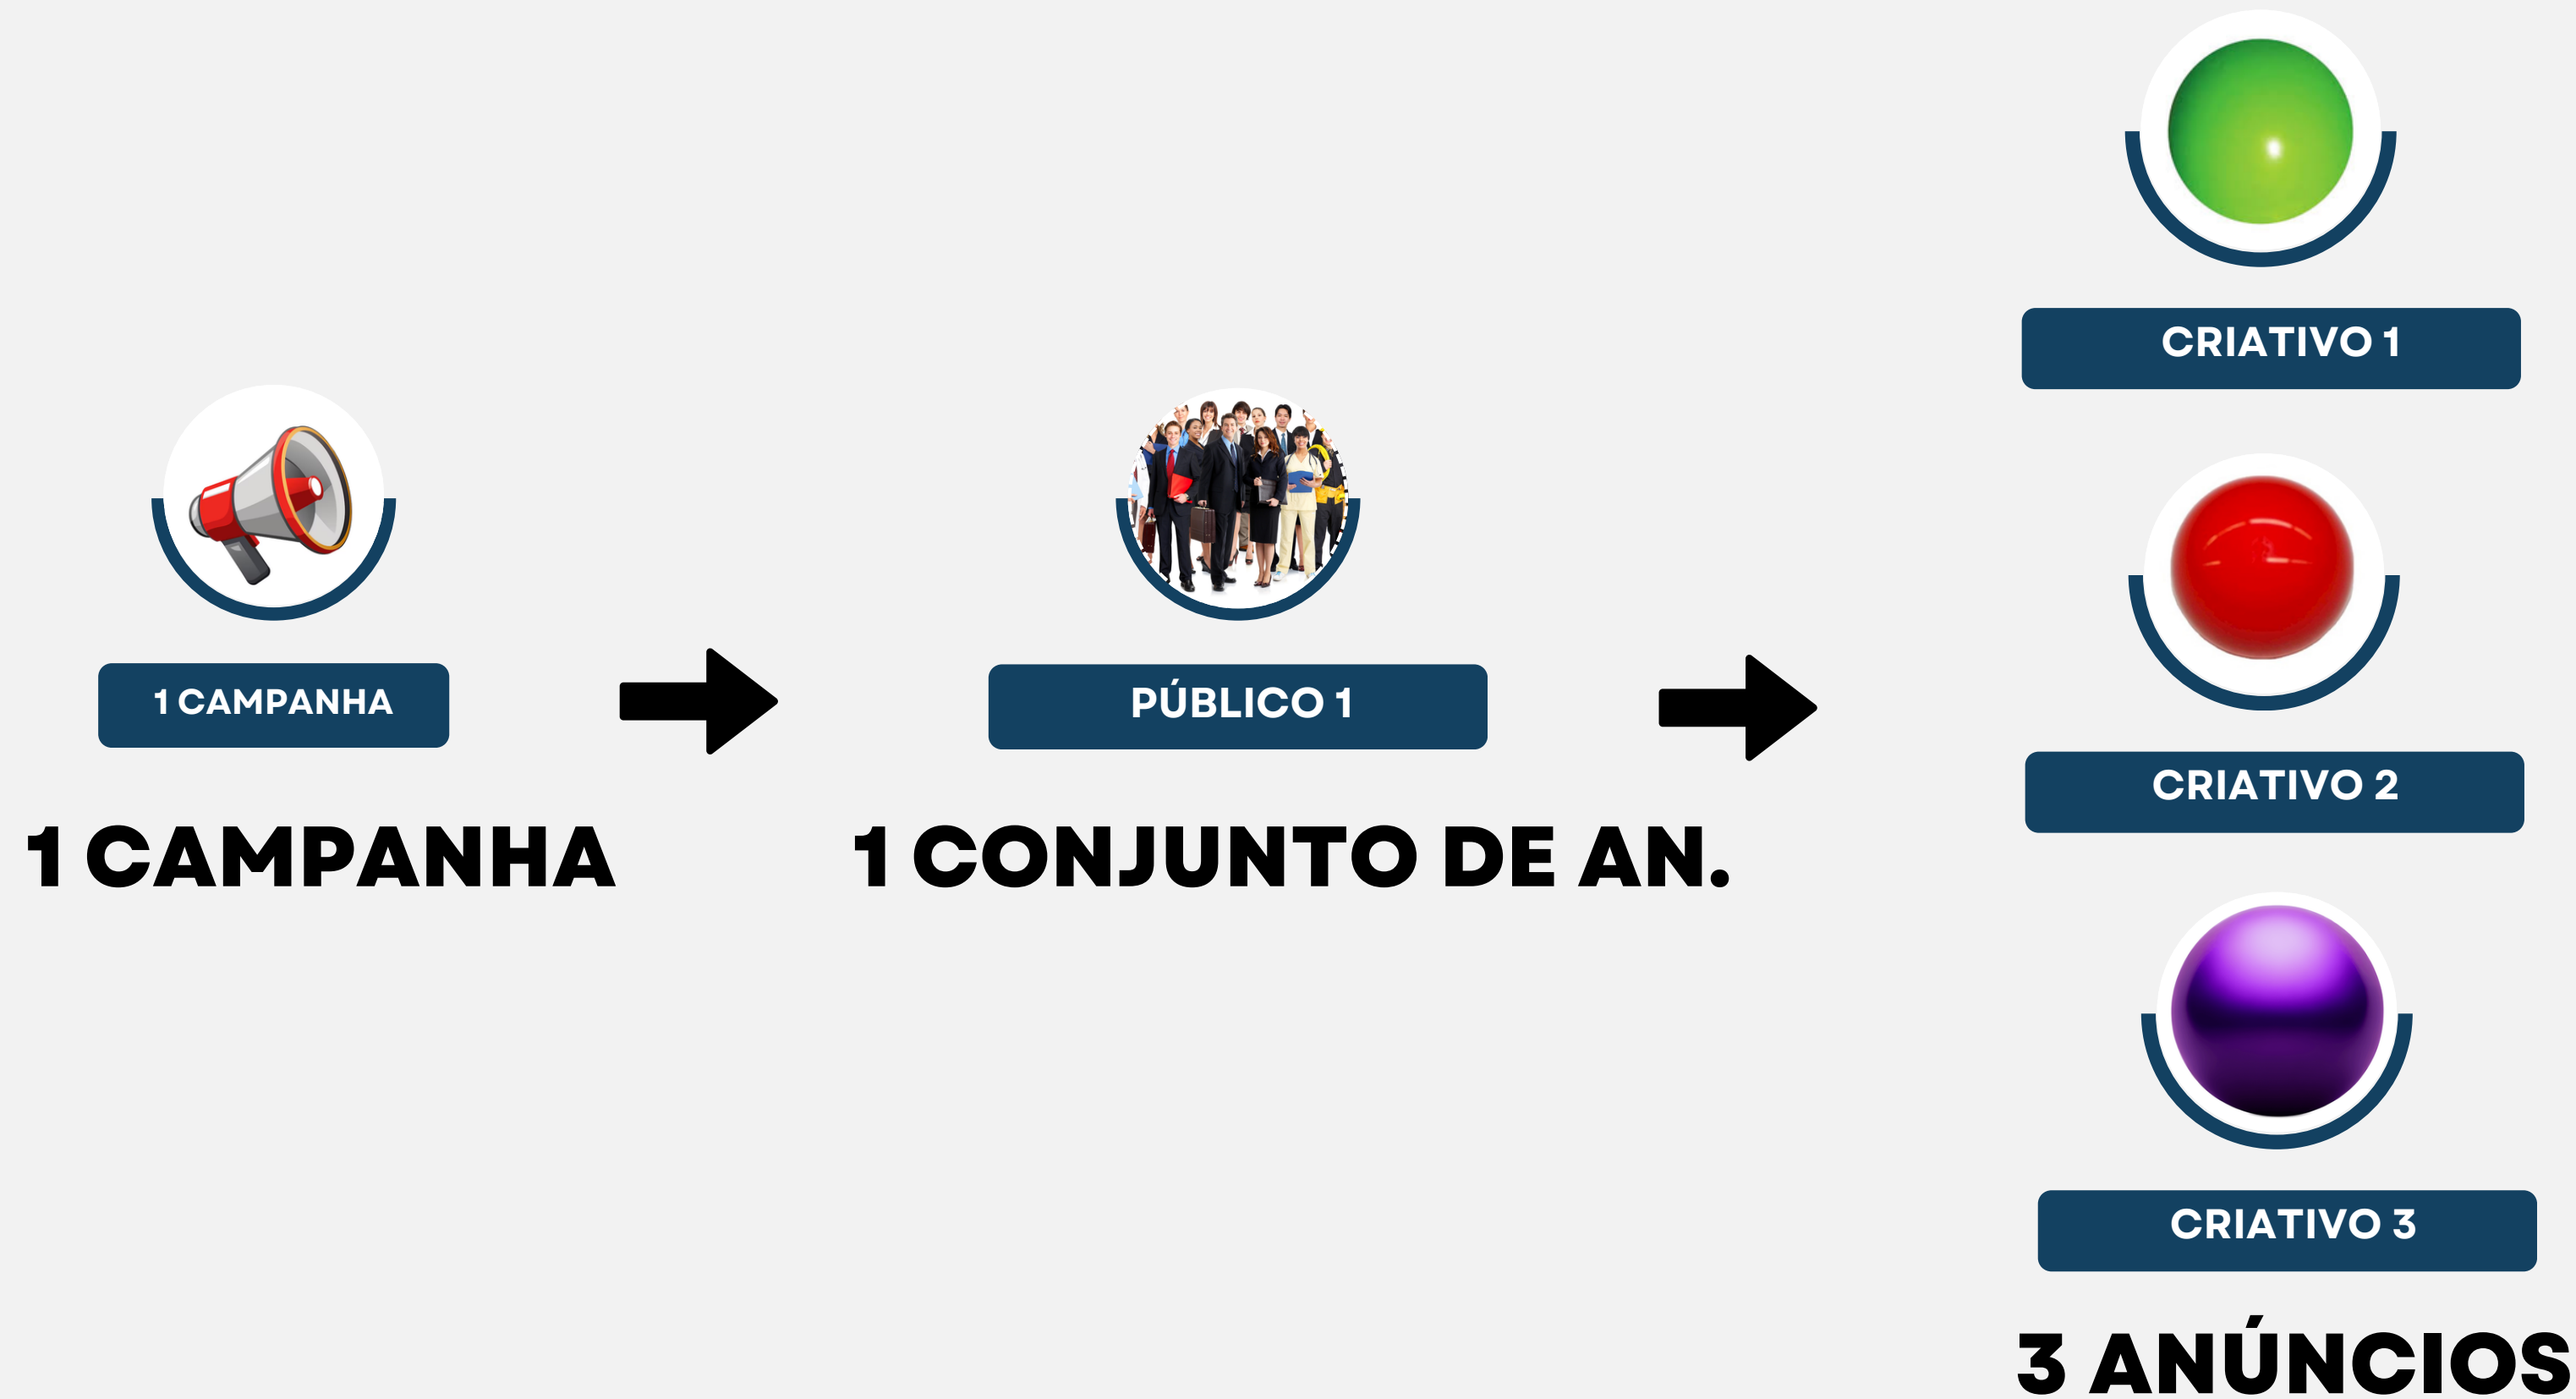 1 CAMPANHA
1 CAMPANHA
PÚBLICO 1
1 CONJUNTO DE AN.
CRIATIVO 1
CRIATIVO 2
CRIATIVO 3
3 ANÚNCIOS